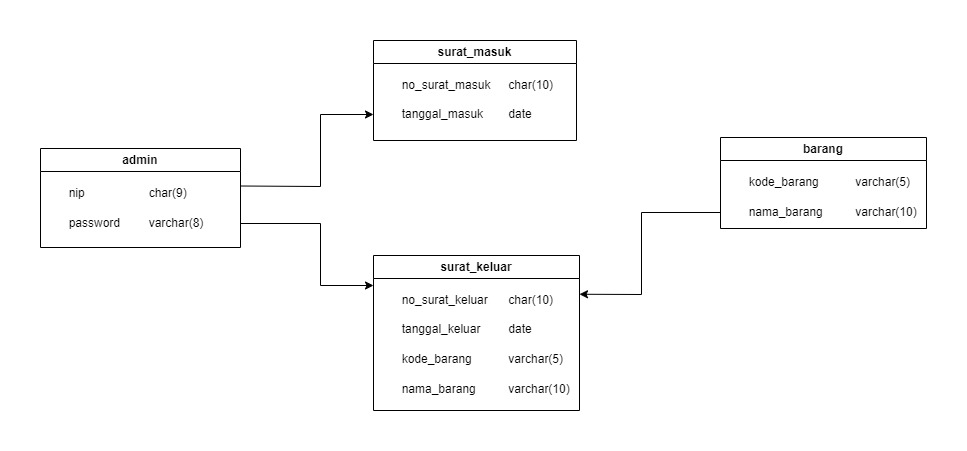 surat_masuk
no_surat_masuk char(10)
tanggal_masuk date
admin
nip char(9)
password varchar(8)
barang
kode_barang varchar(5)
nama_barang varchar(10)
surat_keluar
no_surat_keluar char(10)
tanggal_keluar date
kode_barang varchar(5)
nama_barang varchar(10)